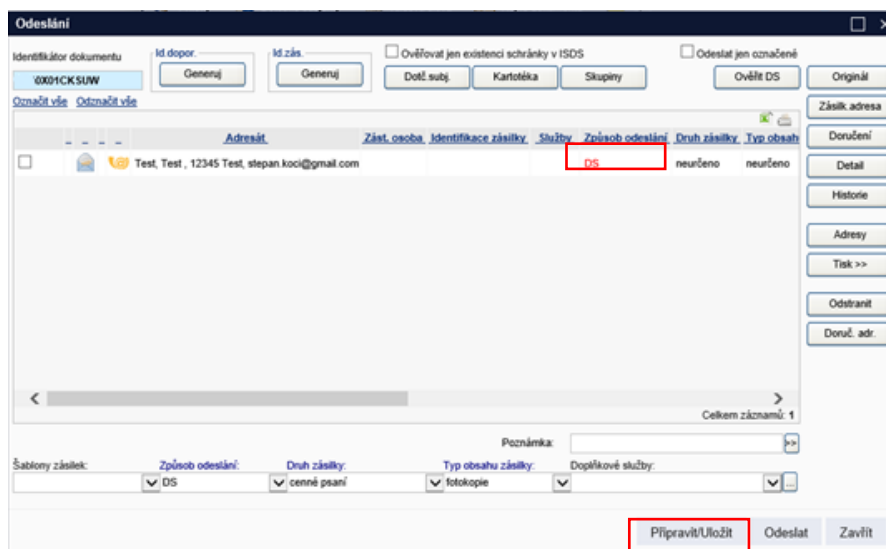 Odeslání
Identifikátor dokumentu
Id.dopor.
Id.zás.
Ověřovat jen existenci schránky v ISDS
Odeslat jen označené
\0X01CKSUW
Generuj
Generuj
Dotč.subj.
Kartotéka
Skupiny
Ověřit DS
Originál
Označit vše Odznačit vše
Zásilk adresa
Doručení
Adresát
Zást. osoba
Identifikace zásilky
Služby
Způsob odeslání
Druh zásilky
Typ obsah
Test, Test , 12345 Test, stepan.koci@gmail.com
DS
neurčeno
neurčeno
Detail
Historie
Adresy
Tisk >>
Odstranit
Doruč. adr.
Celkem záznamů: 1
Poznámka:
>>
Šablony zásilek:
Způsob odeslání:
Druh zásilky:
Typ obsahu zásilky:
Doplňkové služby:
DS
cenné psaní
fotokopie
...
Připravit/Uložit
Odeslat
Zavřít